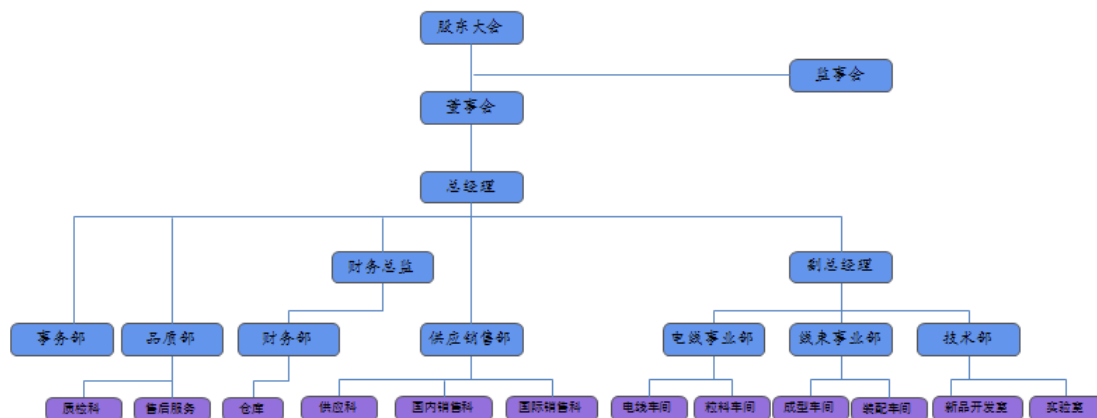 股东大会
监事会
董事会
总经理
财务总监
副总经理
事务部
品质部
财务部
供应销售部
电线事业部
线束事业部
技术部
质检科
售后服务
仓库
供应科
国内销售科
国际销售科
电线车间
粒料车间
成型车间
装配车间
新品开发室
实验室